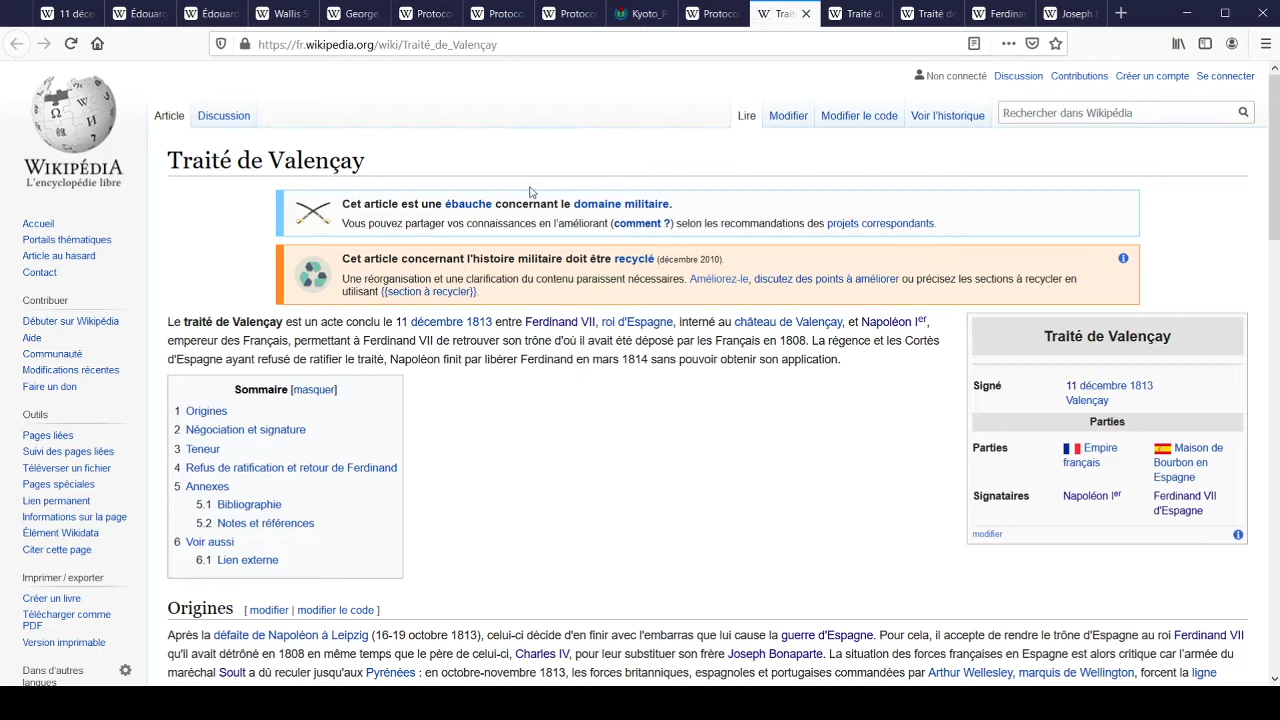 11 déce
Édouard
Édouard
Wallis S
George
Protoco
Protoco
Protoco
Kyoto_P
Protoco
Trait
Traité d
Traité d
Ferdina
Joseph B
https://fr.wikipedia.org/wiki/Traité_de_Valençay
Non connecté Discussion Contributions Créer un compte Se connecter
Article Discussion Lire Modifier Modifier le code Voir l'historique Rechercher dans Wikipédia
WIKIPÉDIA
L'encyclopédie libre
Accueil
Portails thématiques
Article au hasard
Contact
Contribuer
Débuter sur Wikipédia
Aide
Communauté
Modifications récentes
Faire un don
Outils
Pages liées
Suivi des pages liées
Téléverser un fichier
Pages spéciales
Lien permanent
Informations sur la page
Élément Wikidata
Citer cette page
Imprimer / exporter
Créer un livre
Télécharger comme
PDF
Version imprimable
Dans d'autres
langues
Traité de Valençay
Cet article est une ébauche concernant le domaine militaire.
Vous pouvez partager vos connaissances en l'améliorant (comment ?) selon les recommandations des projets correspondants.
Cet article concernant l'histoire militaire doit être recyclé (décembre 2010).
Une réorganisation et une clarification du contenu paraissent nécessaires. Améliorez-le, discutez des points à améliorer ou précisez les sections à recycler en
utilisant {{section à recycler}}.
Le traité de Valençay est un acte conclu le 11 décembre 1813 entre Ferdinand VII, roi d'Espagne, interné au château de Valençay, et Napoléon Ier,
empereur des Français, permettant à Ferdinand VII de retrouver son trône d'où il avait été déposé par les Français en 1808. La régence et les Cortès
d'Espagne ayant refusé de ratifier le traité, Napoléon finit par libérer Ferdinand en mars 1814 sans pouvoir obtenir son application.
Sommaire [masquer]
1 Origines
2 Négociation et signature
3 Teneur
4 Refus de ratification et retour de Ferdinand
5 Annexes
5.1 Bibliographie
5.2 Notes et références
6 Voir aussi
6.1 Lien externe
Traité de Valençay
Signé 11 décembre 1813
Valençay
Parties
Parties Empire français Maison de Bourbon en Espagne
Signataires Napoléon Ier Ferdinand VII d'Espagne
modifier
Origines [ modifier | modifier le code ]
Après la défaite de Napoléon à Leipzig (16-19 octobre 1813), celui-ci décide d'en finir avec l'embarras que lui cause la guerre d'Espagne. Pour cela, il accepte de rendre le trône d'Espagne au roi Ferdinand VII
qu'il avait détrôné en 1808 en même temps que le père de celui-ci, Charles IV, pour leur substituer son frère Joseph Bonaparte. La situation des forces françaises en Espagne est alors critique car l'armée du
maréchal Soult a dû reculer jusqu'aux Pyrénées : en octobre-novembre 1813, les forces britanniques, espagnoles et portugaises commandées par Arthur Wellesley, marquis de Wellington, forcent la ligne